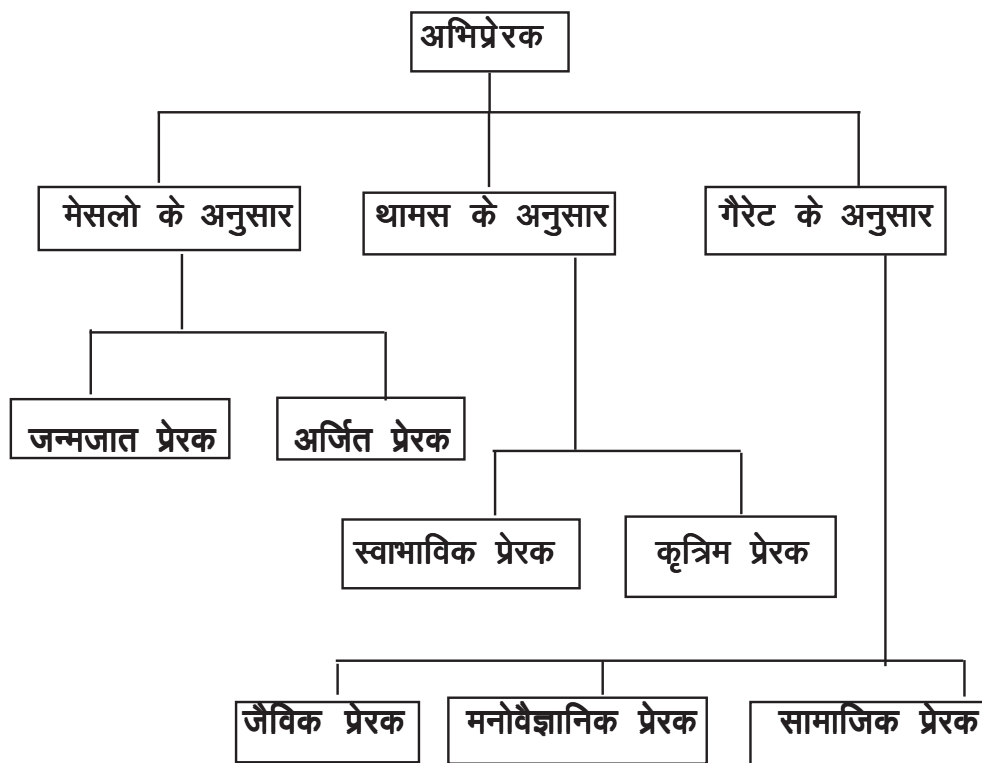 अभिप्रेरक
मेसलो के अनुसार
थामस के अनुसार
गैरेट के अनुसार
जन्मजात प्रेरक
अर्जित प्रेरक
स्वाभाविक प्रेरक
कृत्रिम प्रेरक
जैविक प्रेरक
मनोवैज्ञानिक प्रेरक
सामाजिक प्रेरक